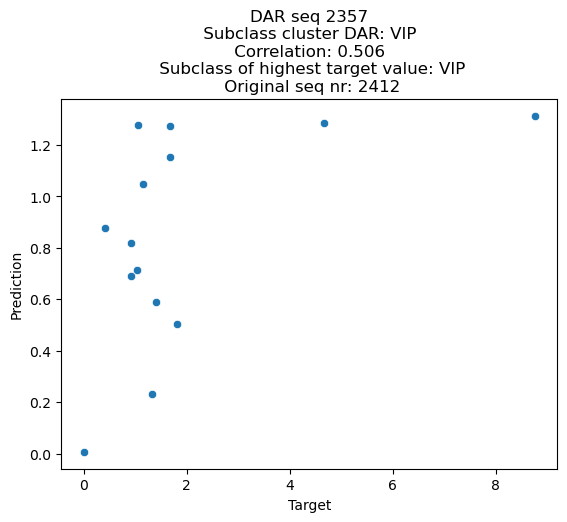 DAR seq 2357
Subclass cluster DAR: VIP
Correlation: 0.506
Subclass of highest target value: VIP
Original seq nr: 2412
1.2
1.0
0.8
0.6
0.4
0.2
0.0
Prediction
0 2 4 6 8
Target